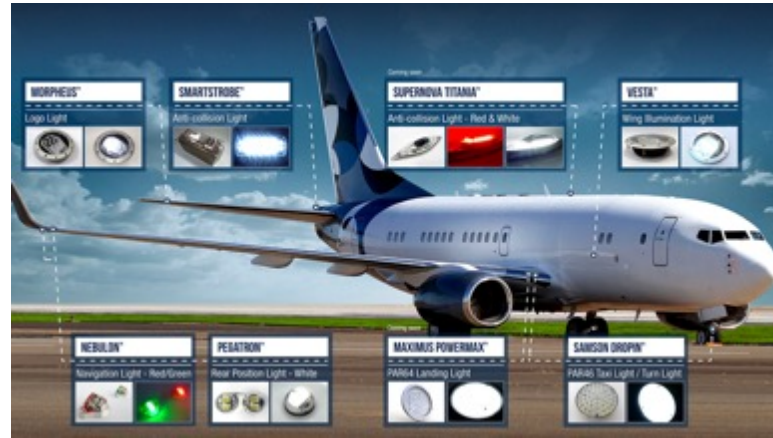 MORPHEUS™
Logo Light
SMARTSTROBE™
Anti-collision Light
Coming soon
SUPERNOVA TITANIA™
Anti-collision Light - Red & White
VESTA™
Wing Illumination Light
NEBULON™
Navigation Light - Red/Green
PEGATRON™
Rear Position Light - White
Coming soon
MAXIMUS POWERMAX™
PAR64 Landing Light
SAMSON DROPIN™
PAR46 Taxi Light / Turn Light